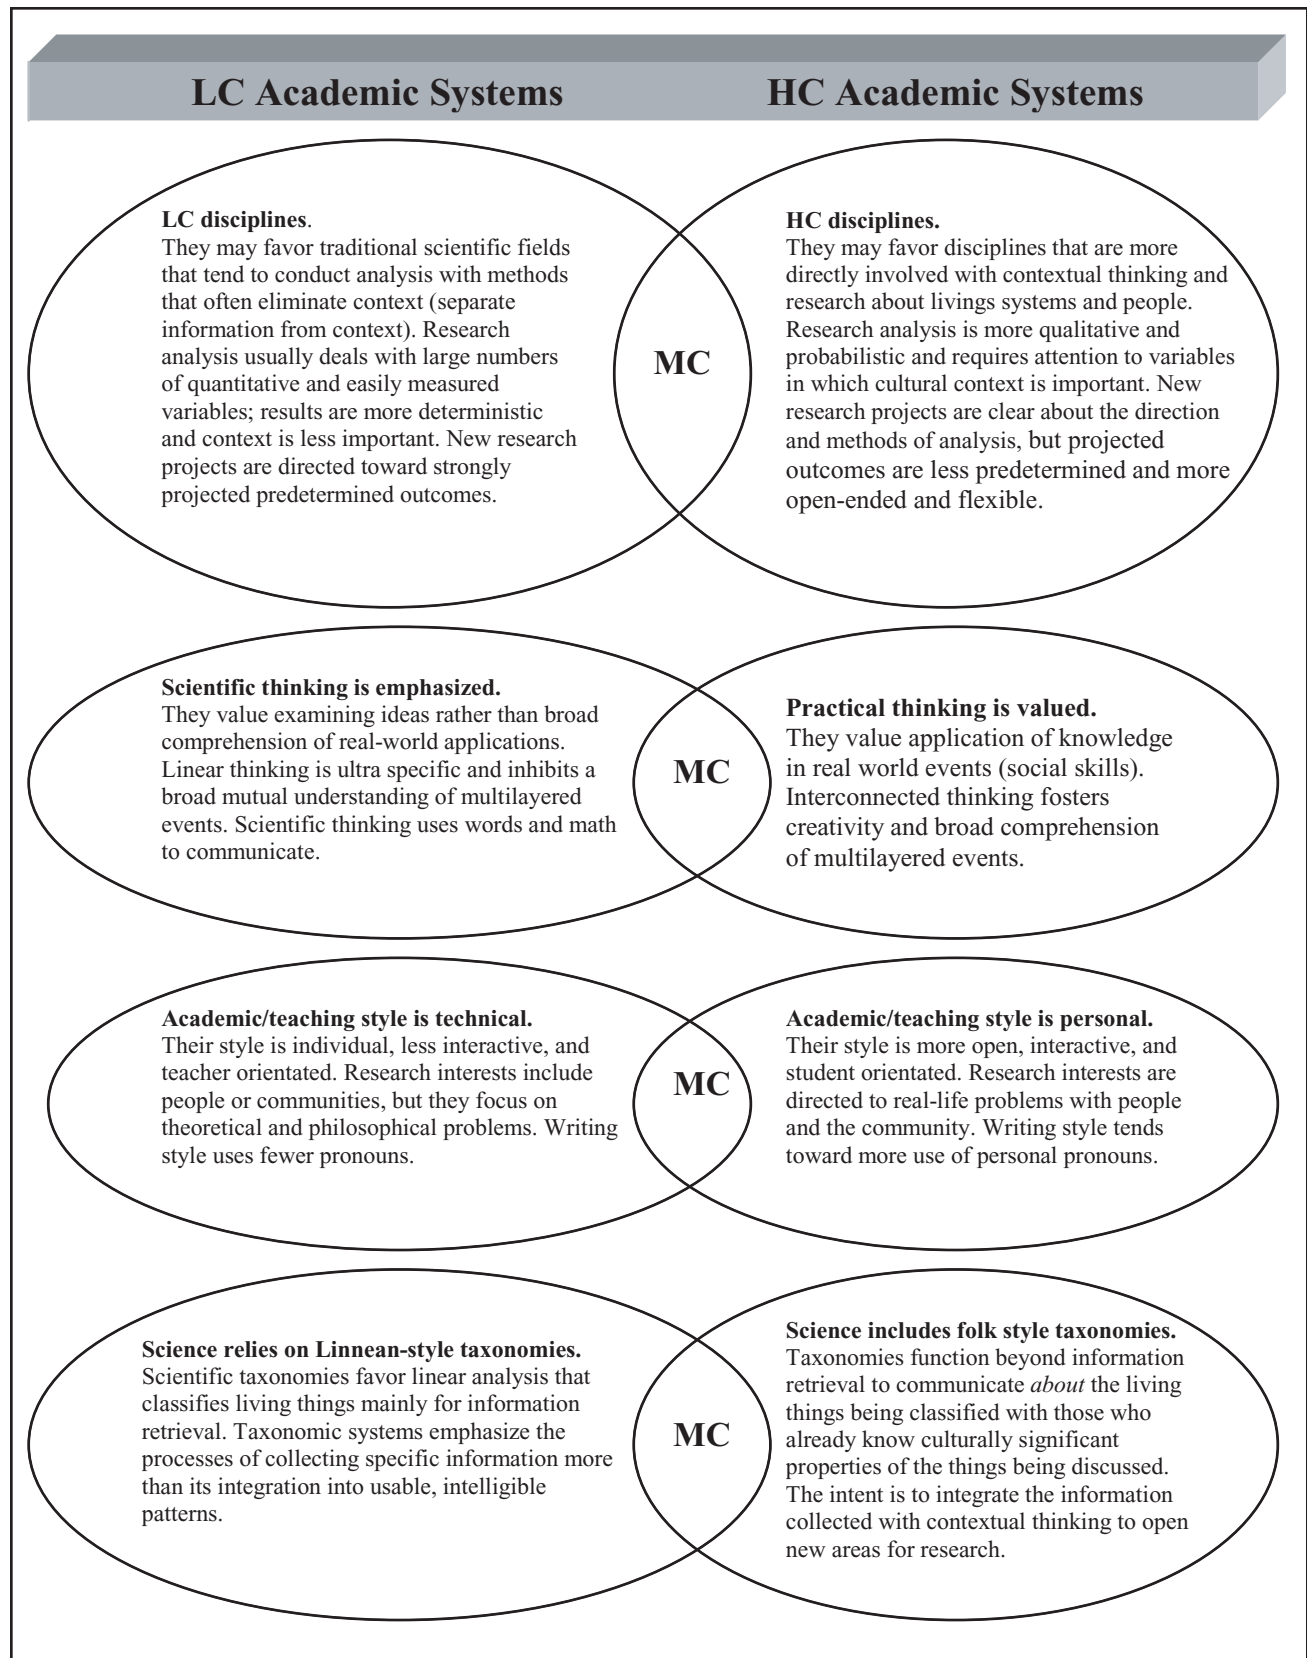 LC Academic Systems
HC Academic Systems
LC disciplines.
They may favor traditional scientific fields
that tend to conduct analysis with methods
that often eliminate context (separate
information from context). Research
analysis usually deals with large numbers
of quantitative and easily measured
variables; results are more deterministic
and context is less important. New research
projects are directed toward strongly
projected predetermined outcomes.
MC
HC disciplines.
They may favor disciplines that are more
directly involved with contextual thinking and
research about livings systems and people.
Research analysis is more qualitative and
probabilistic and requires attention to variables
in which cultural context is important. New
research projects are clear about the direction
and methods of analysis, but projected
outcomes are less predetermined and more
open-ended and flexible.
Scientific thinking is emphasized.
They value examining ideas rather than broad
comprehension of real-world applications.
Linear thinking is ultra specific and inhibits a
broad mutual understanding of multilayered
events. Scientific thinking uses words and math
to communicate.
MC
Practical thinking is valued.
They value application of knowledge
in real world events (social skills).
Interconnected thinking fosters
creativity and broad comprehension
of multilayered events.
Academic/teaching style is technical.
Their style is individual, less interactive, and
teacher orientated. Research interests include
people or communities, but they focus on
theoretical and philosophical problems. Writing
style uses fewer pronouns.
MC
Academic/teaching style is personal.
Their style is more open, interactive, and
student orientated. Research interests are
directed to real-life problems with people
and the community. Writing style tends
toward more use of personal pronouns.
Science relies on Linnean-style taxonomies.
Scientific taxonomies favor linear analysis that
classifies living things mainly for information
retrieval. Taxonomic systems emphasize the
processes of collecting specific information more
than its integration into usable, intelligible
patterns.
MC
Science includes folk style taxonomies.
Taxonomies function beyond information
retrieval to communicate about the living
things being classified with those who
already know culturally significant
properties of the things being discussed.
The intent is to integrate the information
collected with contextual thinking to open
new areas for research.